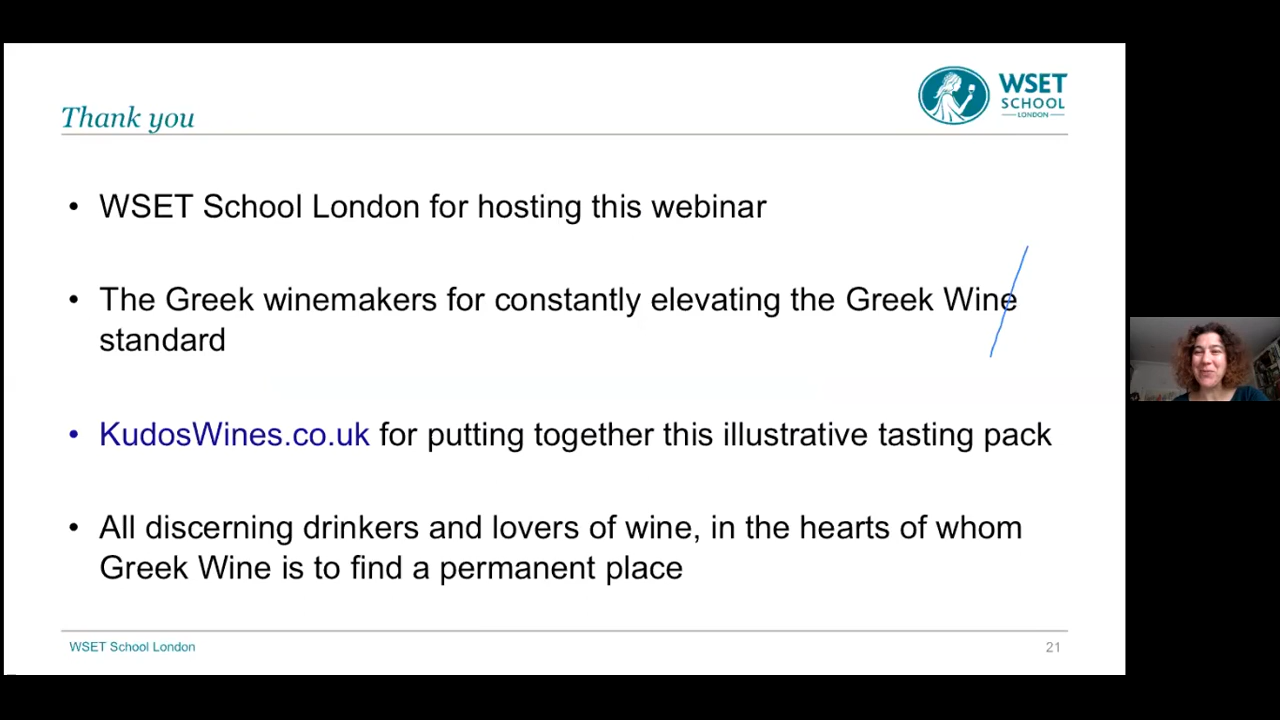 Thank you
WSET
SCHOOL
LONDON
• WSET School London for hosting this webinar
• The Greek winemakers for constantly elevating the Greek Wine
standard
• KudosWines.co.uk for putting together this illustrative tasting pack
• All discerning drinkers and lovers of wine, in the hearts of whom
Greek Wine is to find a permanent place
WSET School London
21